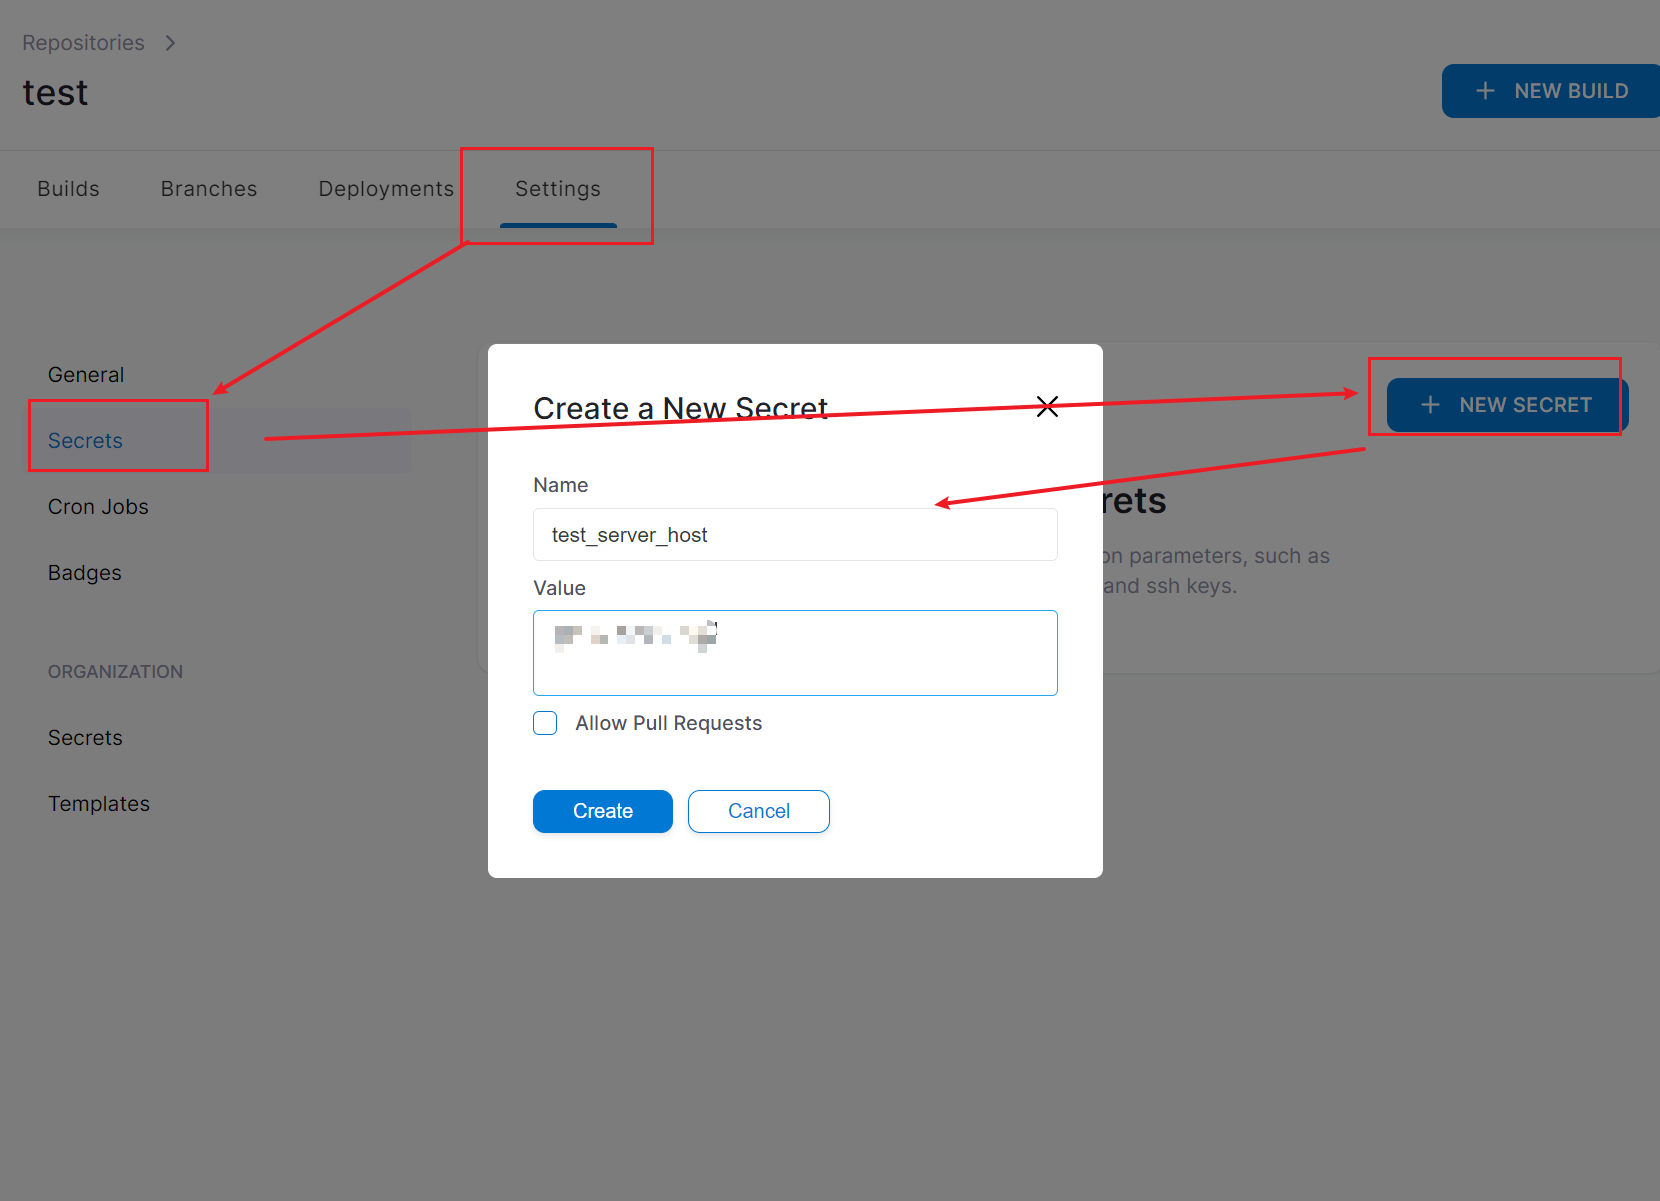 Repositories
test
NEW BUILD
Builds
Branches
Deployments
Settings
General
Secrets
Cron Jobs
Badges
ORGANIZATION
Secrets
Templates
NEW SECRET
rets
on parameters, such as
and ssh keys.
Create a New Secret
Name
test_server_host
Value
Allow Pull Requests
Create
Cancel